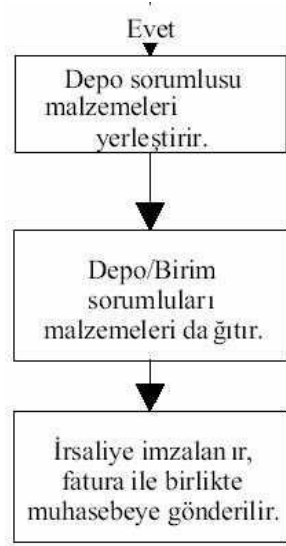 Evet
Depo sorumlusu
malzemeleri
yerleştirir.
Depo/Birim
sorumluları
malzemeleri da ğıtır.
İrsaliye imzalan ır,
fatura ile birlikte
muhasebeye gönderilir.